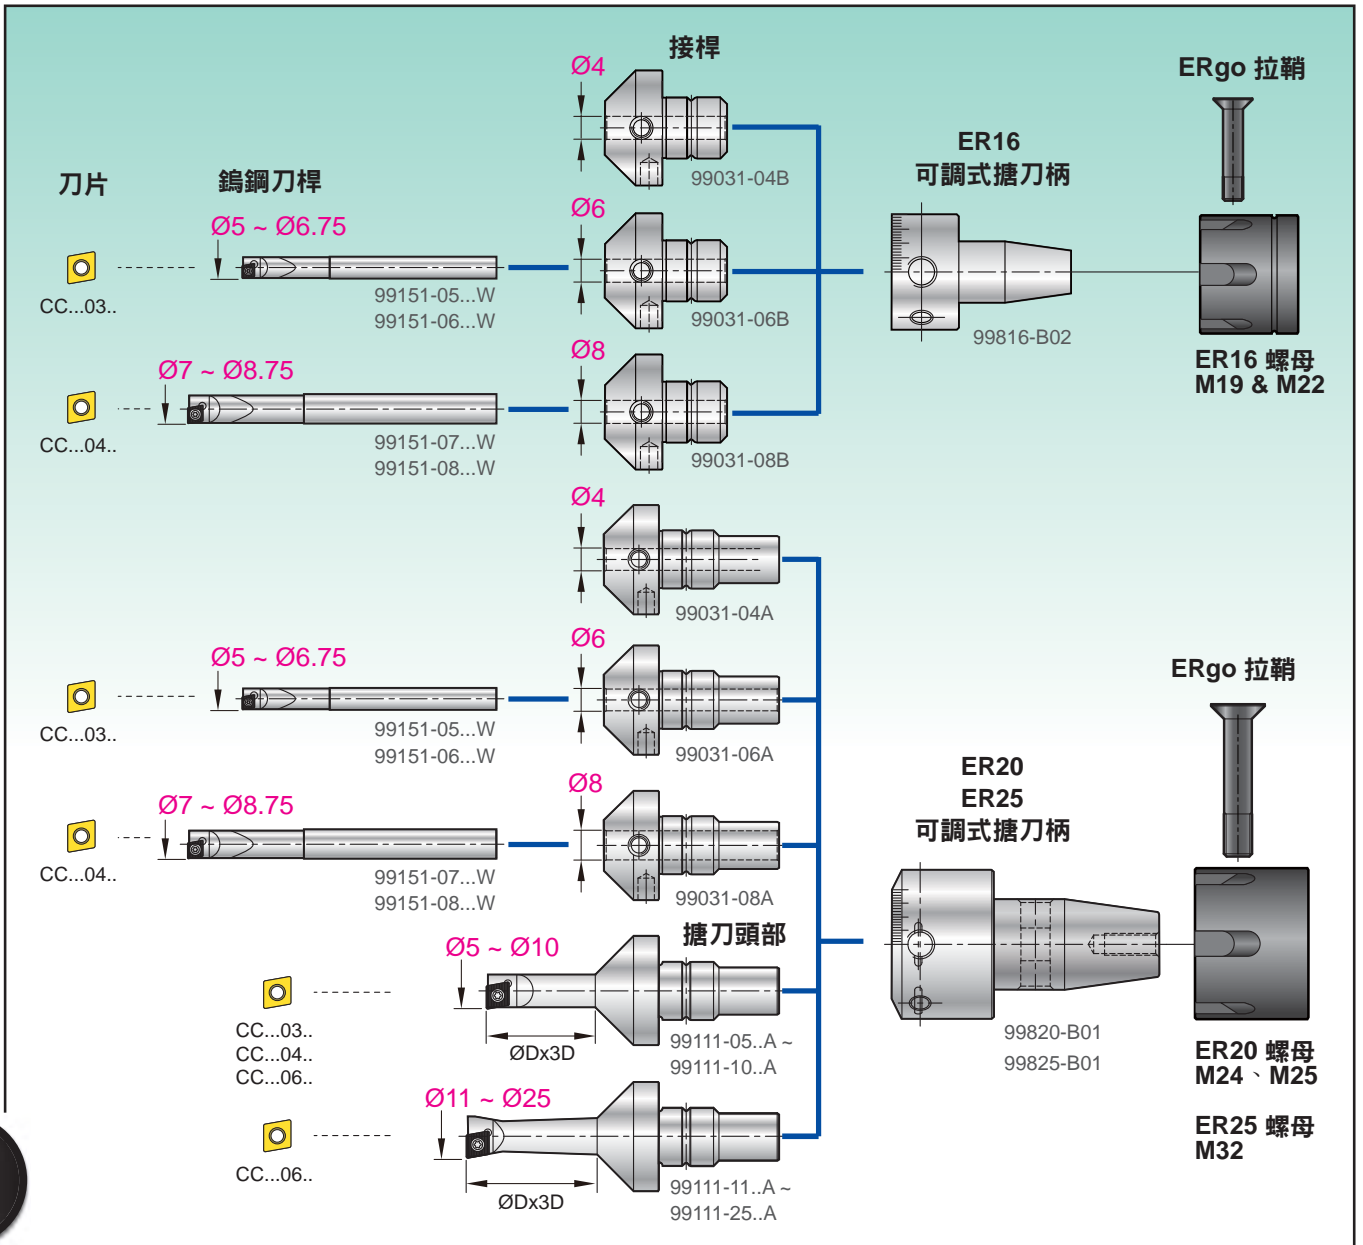 接桿
ERgo 拉鞘
Ø4
99031-04B
ER16
可調式搪刀柄
刀片
鎢鋼刀桿
Ø5 ~ Ø6.75
Ø6
CC...03..
99151-05...W
99151-06...W
99031-06B
99816-B02
ER16 螺母
M19 & M22
Ø7 ~ Ø8.75
Ø8
CC...04..
99151-07...W
99151-08...W
99031-08B
Ø4
99031-04A
Ø5 ~ Ø6.75
Ø6
CC...03..
99151-05...W
99151-06...W
99031-06A
ERgo 拉鞘
ER20
ER25
可調式搪刀柄
Ø7 ~ Ø8.75
Ø8
CC...04..
99151-07...W
99151-08...W
99031-08A
搪刀頭部
Ø5 ~ Ø10
CC...03..
CC...04..
CC...06..
ØDx3D
99111-05..A ~
99111-10..A
99820-B01
99825-B01
ER20 螺母
M24、M25
ER25 螺母
M32
Ø11 ~ Ø25
CC...06..
ØDx3D
99111-11..A ~
99111-25..A